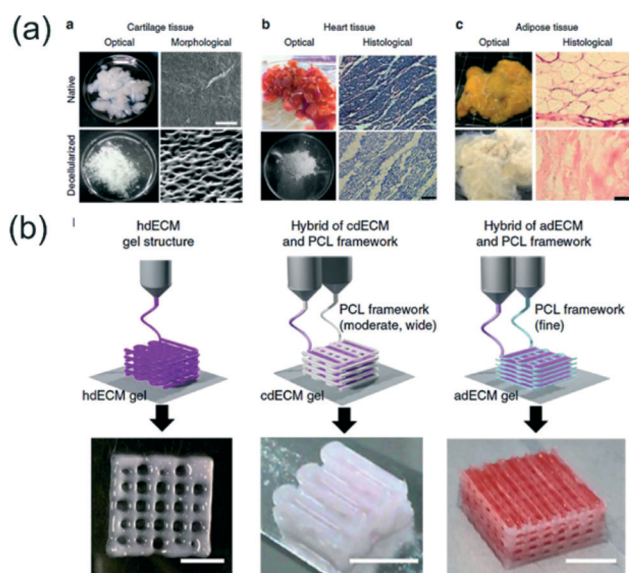 (a)
a Cartilage tissue
Optical Morphological
b Heart tissue
Optical Histological
c Adipose tissue
Optical Histological
Native
Decellularized
(b)
hdECM
gel structure
Hybrid of cdECM
and PCL framework
Hybrid of adECM
and PCL framework
PCL framework
(moderate, wide)
PCL framework
(fine)
hdECM gel
cdECM gel
adECM gel